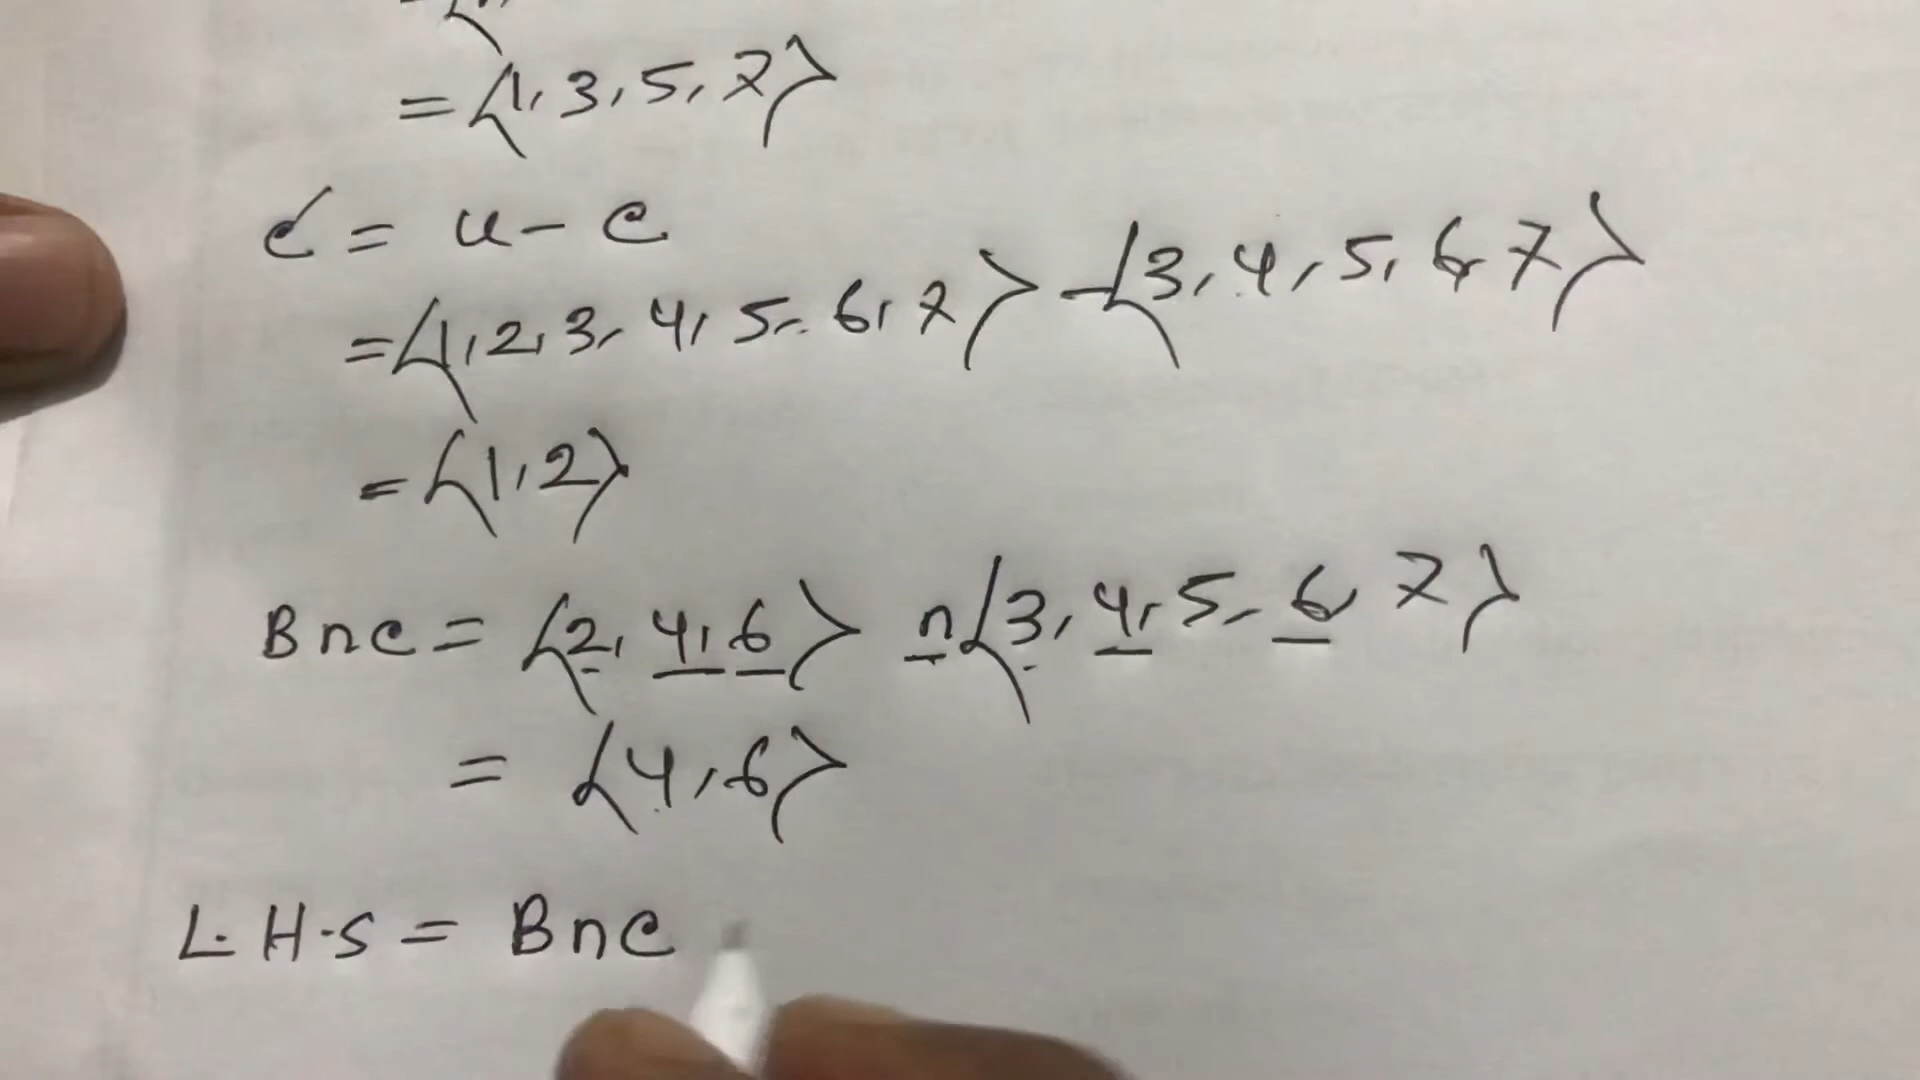 = {1, 3, 5, 7}
c' = u - c
= {1, 2, 3, 4, 5, 6, 7} - {3, 4, 5, 6, 7}
= {1, 2}
B∩C = {2, 4, 6} ∩ {3, 4, 5, 6, 7}
= {4, 6}
L.H.S = B∩C